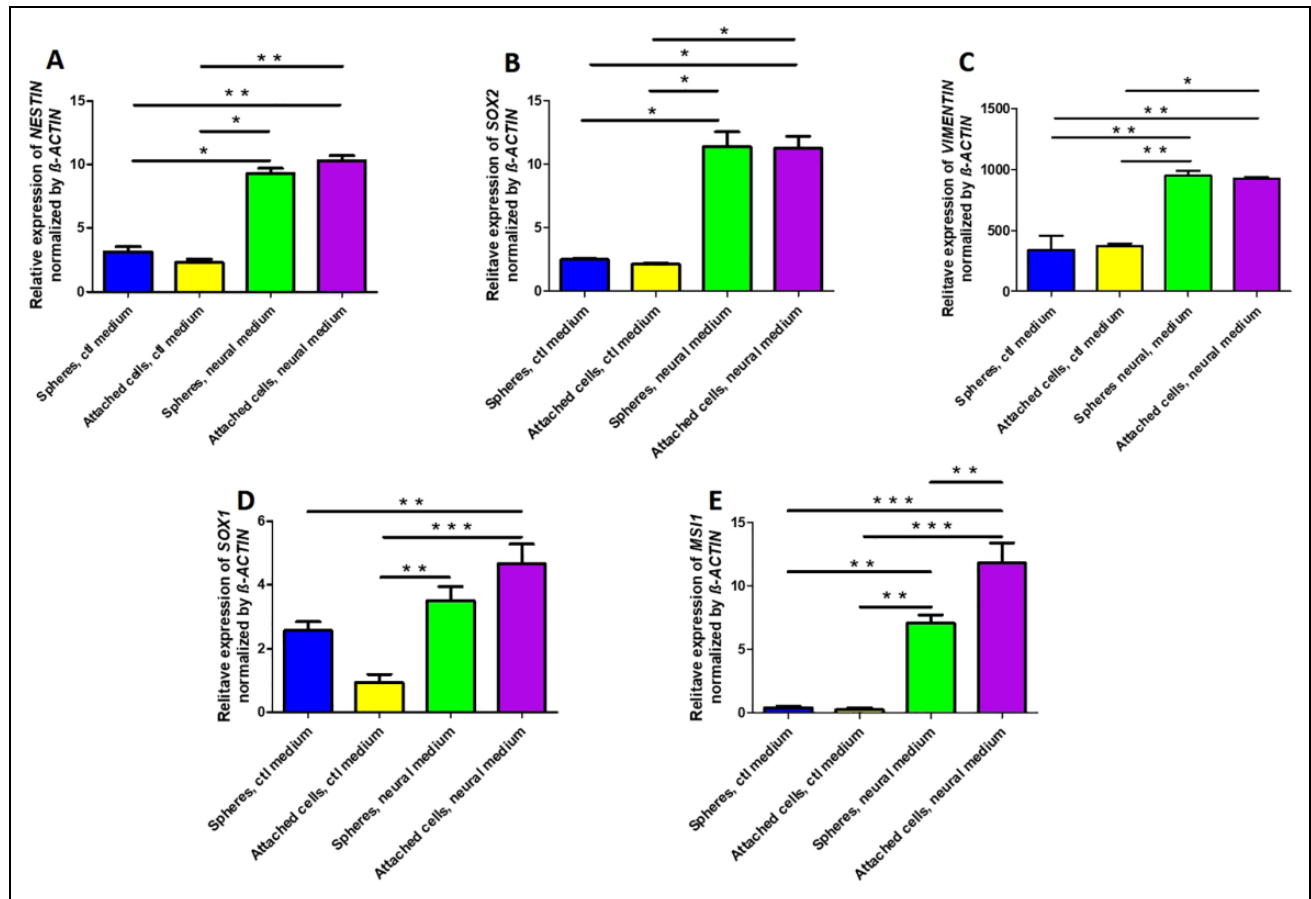 A
Relative expression of NESTIN
normalized by ß-ACTIN
15
10
5
0
* *
* *
*
*
Spheres, ctl medium
Attached cells, ctl medium
Spheres, neural medium
Attached cells, neural medium
B
Relitave expression of SOX2
normalized by ß-ACTIN
15
10
5
0
*
*
*
*
Spheres, ctl medium
Attached cells, ctl medium
Spheres, neural medium
Attached cells, neural medium
C
Relitave expression of VIMENTIN
normalized by ß-ACTIN
1500
1000
500
0
*
* *
* *
* *
Spheres, ctl medium
Attached cells, ctl medium
Spheres neural, medium
Attached cells, neural medium
D
Relitave expression of SOX1
normalized by ß-ACTIN
6
4
2
0
* *
* * *
* *
Spheres, ctl medium
Attached cells, ctl medium
Spheres, neural medium
Attached cells, neural medium
E
Relitave expression of MSI1
normalized by ß-ACTIN
15
10
5
0
* *
* * *
* * *
* *
* *
Spheres, ctl medium
Attached cells, ctl medium
Spheres, neural medium
Attached cells, neural medium